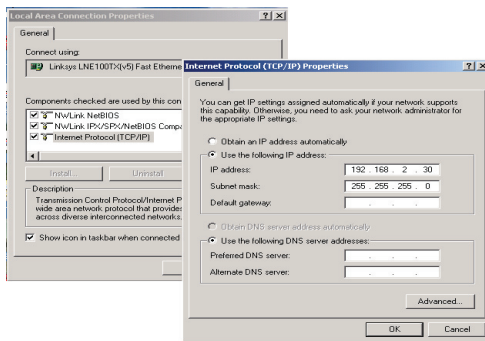 Local Area Connection Properties
General
Connect using:
Linksys LNE100TX(v5) Fast Etherne
Components checked are used by this con
NWLink NetBIOS
NWLink IPX/SPX/NetBIOS Compa
Internet Protocol (TCP/IP)
Install...
Uninstall
Description
Transmission Control Protocol/Internet P
wide area network protocol that provides
across diverse interconnected networks.
Show icon in taskbar when connected
Internet Protocol (TCP/IP) Properties
General
You can get IP settings assigned automatically if your network supports
this capability. Otherwise, you need to ask your network administrator for
the appropriate IP settings.
Obtain an IP address automatically
Use the following IP address:
IP address: 192 . 168 . 2 . 30
Subnet mask: 255 . 255 . 255 . 0
Default gateway: . . .
Obtain DNS server address automatically
Use the following DNS server addresses:
Preferred DNS server: . . .
Alternate DNS server: . . .
Advanced...
OK
Cancel